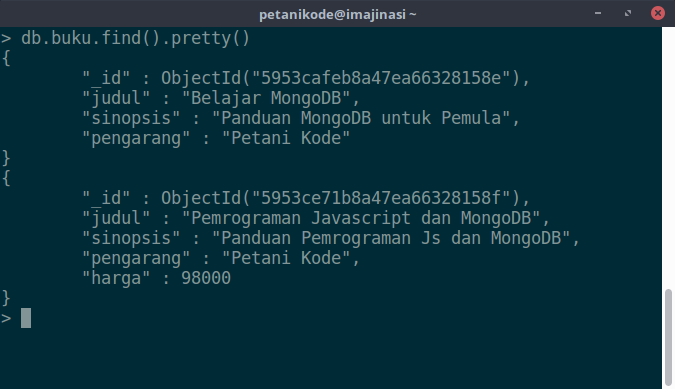 petanikode@imajinasi ~
> db.buku.find().pretty()
{
        "_id" : ObjectId("5953cafeb8a47ea66328158e"),
        "judul" : "Belajar MongoDB",
        "sinopsis" : "Panduan MongoDB untuk Pemula",
        "pengarang" : "Petani Kode"
}
{
        "_id" : ObjectId("5953ce71b8a47ea66328158f"),
        "judul" : "Pemrograman Javascript dan MongoDB",
        "sinopsis" : "Panduan Pemrograman Js dan MongoDB",
        "pengarang" : "Petani Kode",
        "harga" : 98000
}
>